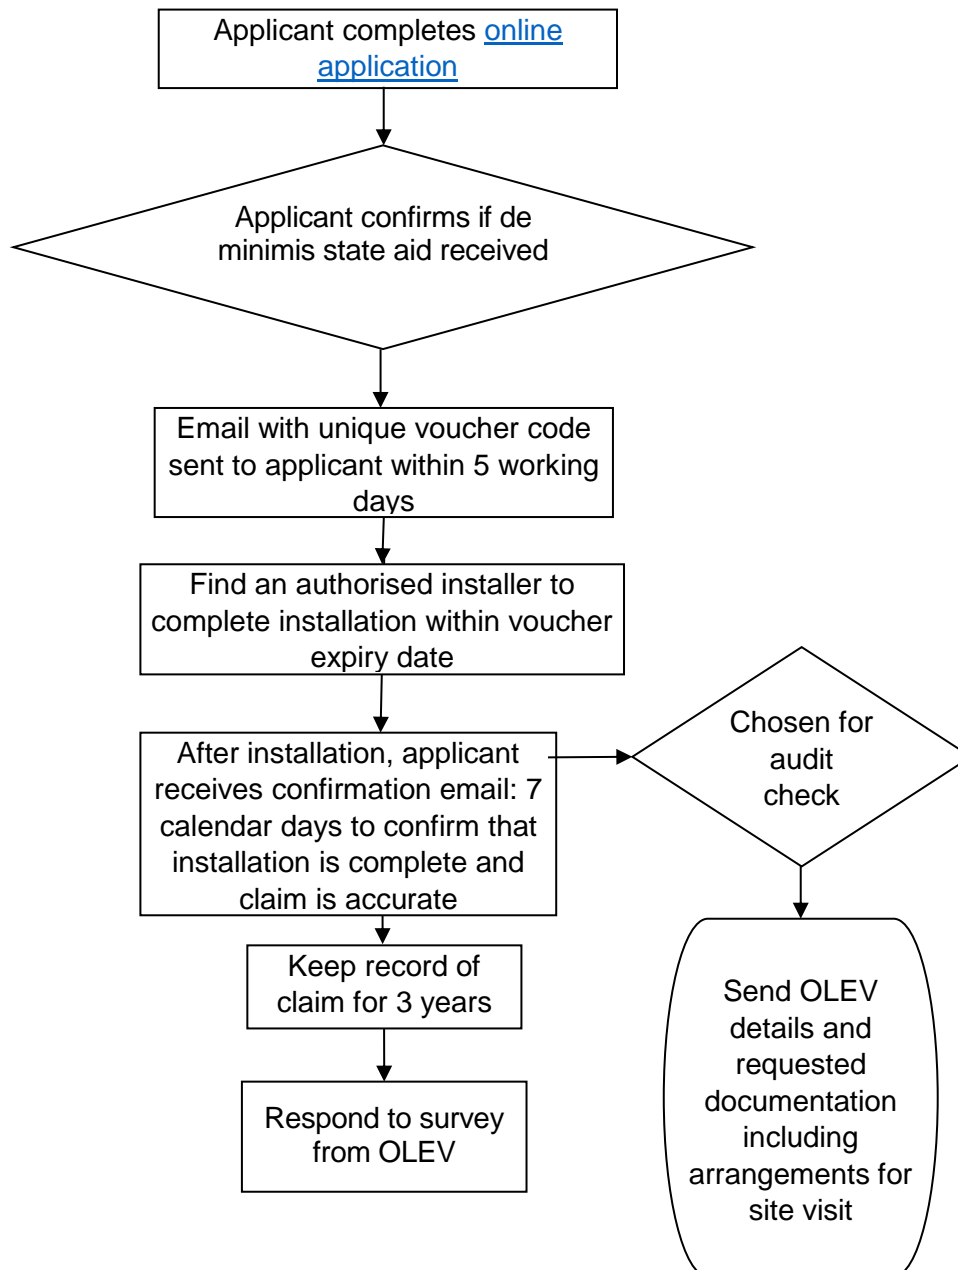 Applicant completes online
application
Applicant confirms if de
minimis state aid received
Email with unique voucher code
sent to applicant within 5 working
days
Find an authorised installer to
complete installation within voucher
expiry date
After installation, applicant
receives confirmation email: 7
calendar days to confirm that
installation is complete and
claim is accurate
Chosen for
audit
check
Keep record of
claim for 3 years
Respond to survey
from OLEV
Send OLEV
details and
requested
documentation
including
arrangements for
site visit